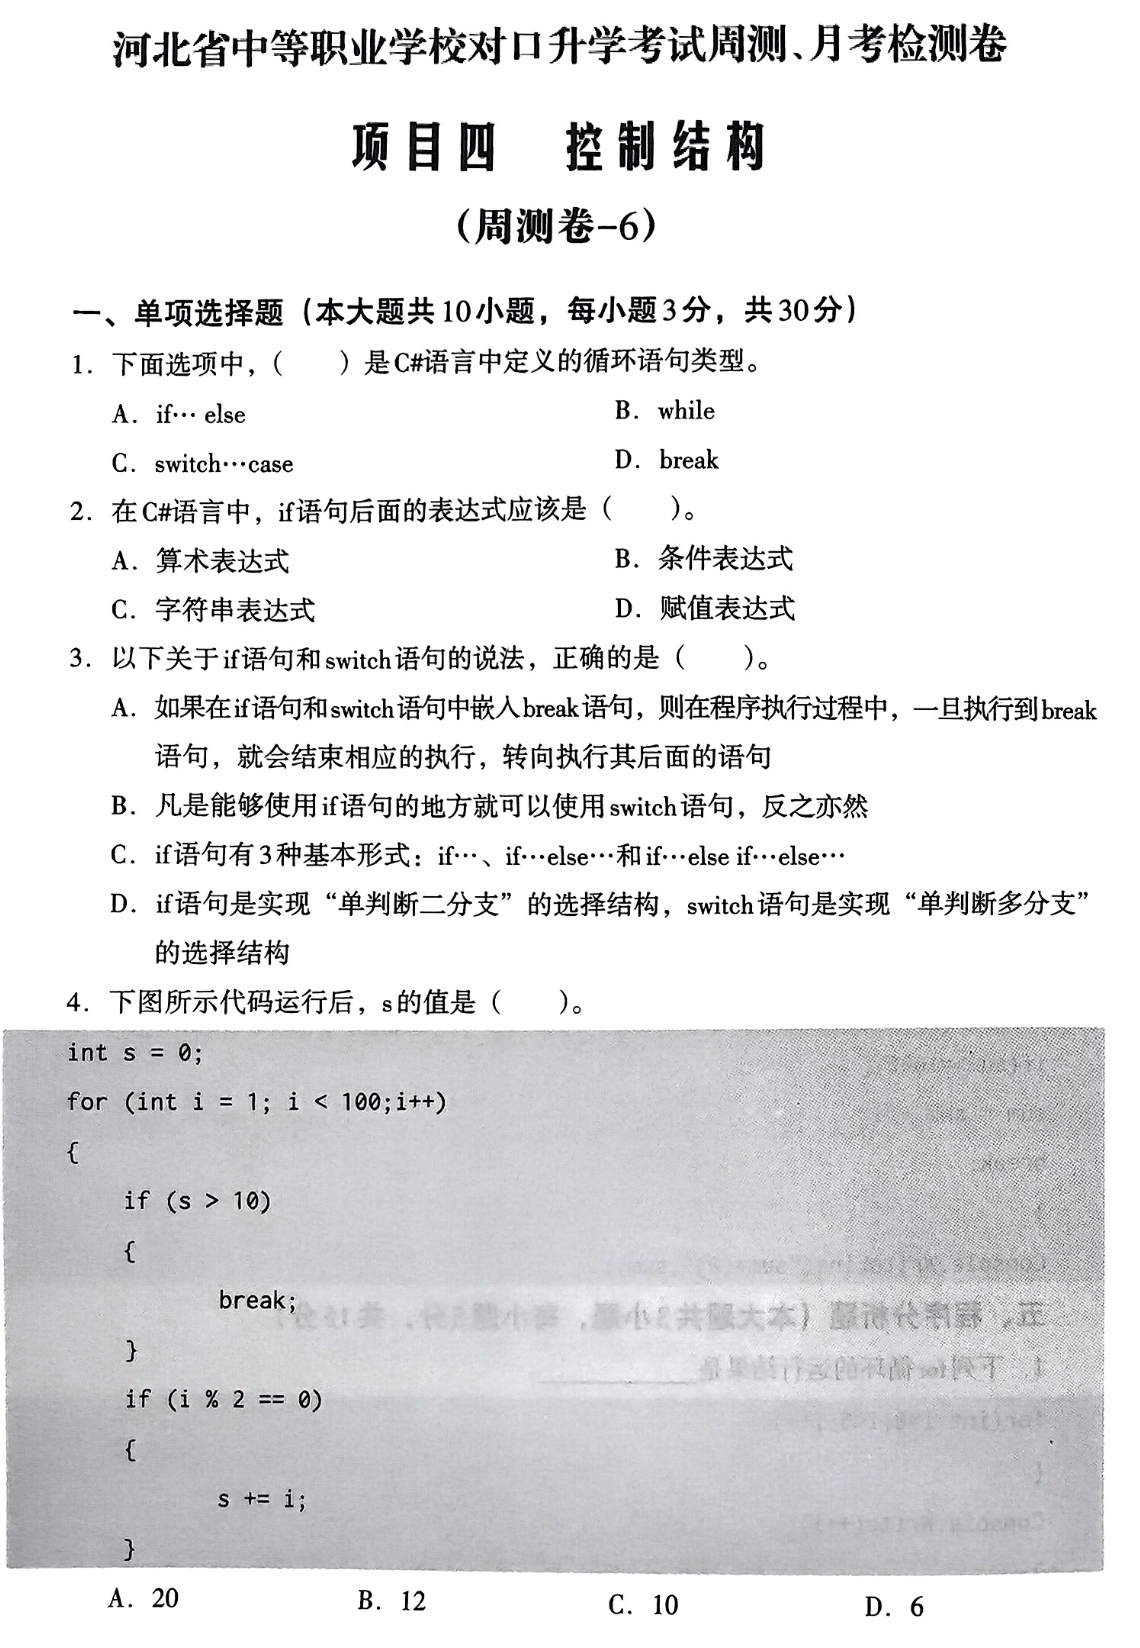 河北省中等职业学校对口升学考试周测、月考检测卷
项目四 控制结构
（周测卷-6）
一、单项选择题（本大题共10小题，每小题3分，共30分）
1. 下面选项中，（  ）是C#语言中定义的循环语句类型。
A. if… else B. while
C. switch…case D. break
2. 在C#语言中，if语句后面的表达式应该是（  ）。
A. 算术表达式 B. 条件表达式
C. 字符串表达式 D. 赋值表达式
3. 以下关于if语句和switch语句的说法，正确的是（  ）。
A. 如果在if语句和switch语句中嵌入break语句，则在程序执行过程中，一旦执行到break
语句，就会结束相应的执行，转向执行其后面的语句
B. 凡是能够使用if语句的地方就可以使用switch语句，反之亦然
C. if语句有3种基本形式：if…、if…else…和if…else if…else…
D. if语句是实现“单判断二分支”的选择结构，switch语句是实现“单判断多分支”
的选择结构
4. 下图所示代码运行后，s的值是（  ）。
int s = 0;
for (int i = 1; i < 100;i++)
{
if (s > 10)
{
break;
}
if (i % 2 == 0)
{
s += i;
}
A. 20 B. 12 C. 10 D. 6